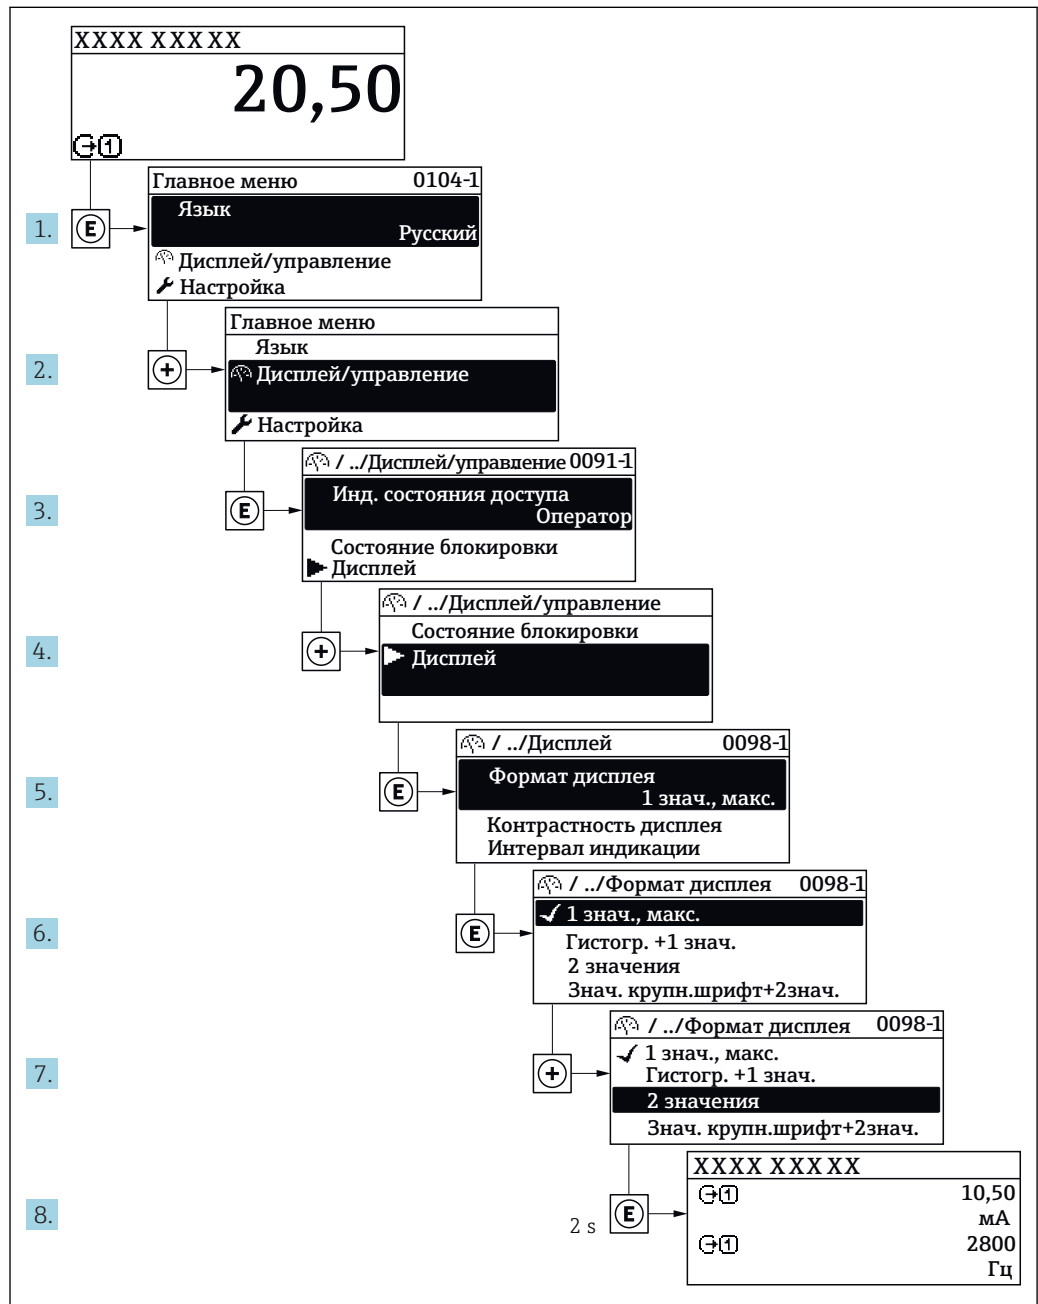 XXXX XXXXX
20,50
1
1.
E
Главное меню 0104-1
Язык
Русский
Дисплей/управление
Настройка
2.
+
Главное меню
Язык
Дисплей/управление
Настройка
3.
E
/ ../Дисплей/управление 0091-1
Инд. состояния доступа
Оператор
Состояние блокировки
Дисплей
4.
+
/ ../Дисплей/управление
Состояние блокировки
Дисплей
5.
E
/ ../Дисплей 0098-1
Формат дисплея
1 знач., макс.
Контрастность дисплея
Интервал индикации
6.
E
/ ../Формат дисплея 0098-1
1 знач., макс.
Гистогр. +1 знач.
2 значения
Знач. крупн.шрифт+2знач.
7.
+
/ ../Формат дисплея 0098-1
1 знач., макс.
Гистогр. +1 знач.
2 значения
Знач. крупн.шрифт+2знач.
8.
2 s
E
XXXX XXXXX
1 10,50
мА
1 2800
Гц